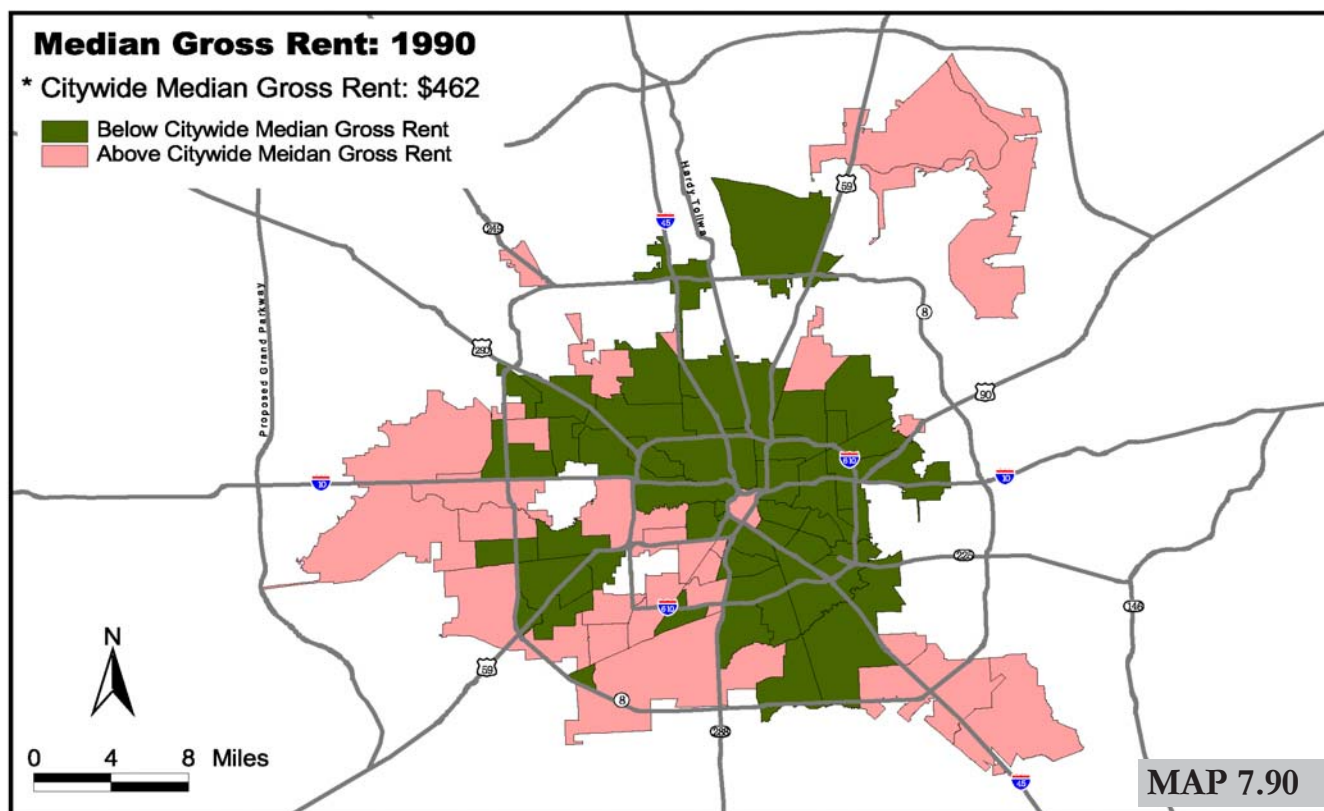 Median Gross Rent: 1990
* Citywide Median Gross Rent: $462
Below Citywide Median Gross Rent
Above Citywide Meidan Gross Rent
Hardy Tollwa
59
45
249
Proposed Grand Parkway
8
290
90
610
10
10
225
146
610
59
8
288
45
N
0 4 8 Miles
MAP 7.90